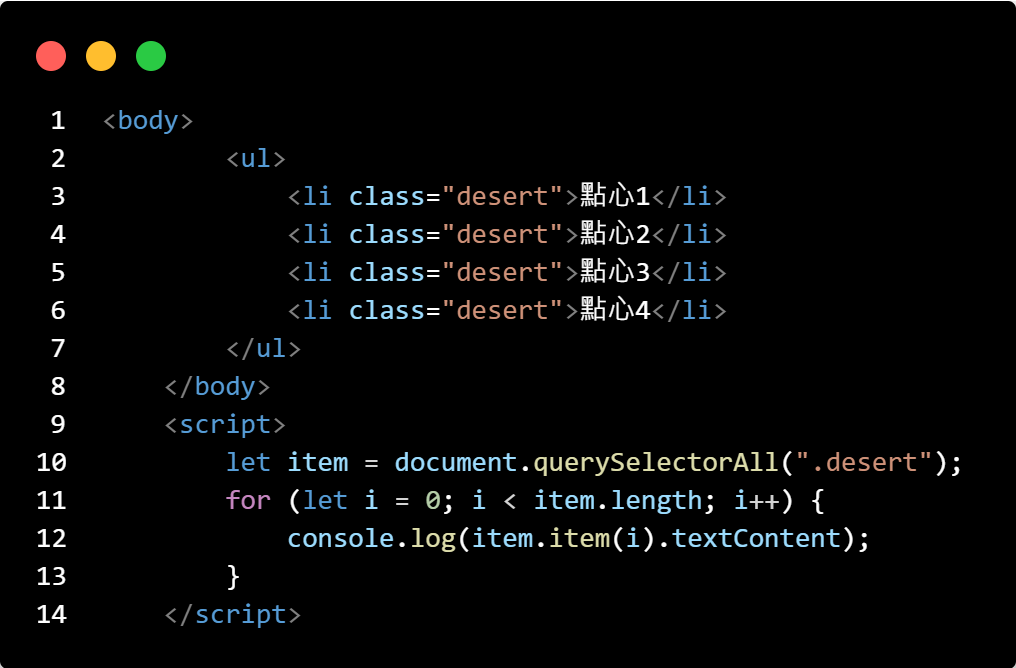 1 <body>
2         <ul>
3             <li class="desert">點心1</li>
4             <li class="desert">點心2</li>
5             <li class="desert">點心3</li>
6             <li class="desert">點心4</li>
7         </ul>
8     </body>
9     <script>
10         let item = document.querySelectorAll(".desert");
11         for (let i = 0; i < item.length; i++) {
12             console.log(item.item(i).textContent);
13         }
14     </script>